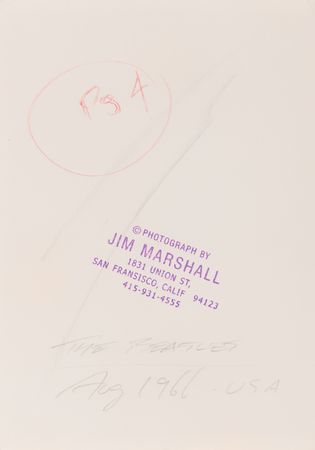 Pg 4
© PHOTOGRAPH BY
JIM MARSHALL
1831 UNION ST,
SAN FRANSISCO, CALIF 94123
415-931-4555
THE BEATLES
Aug 1966 - USA